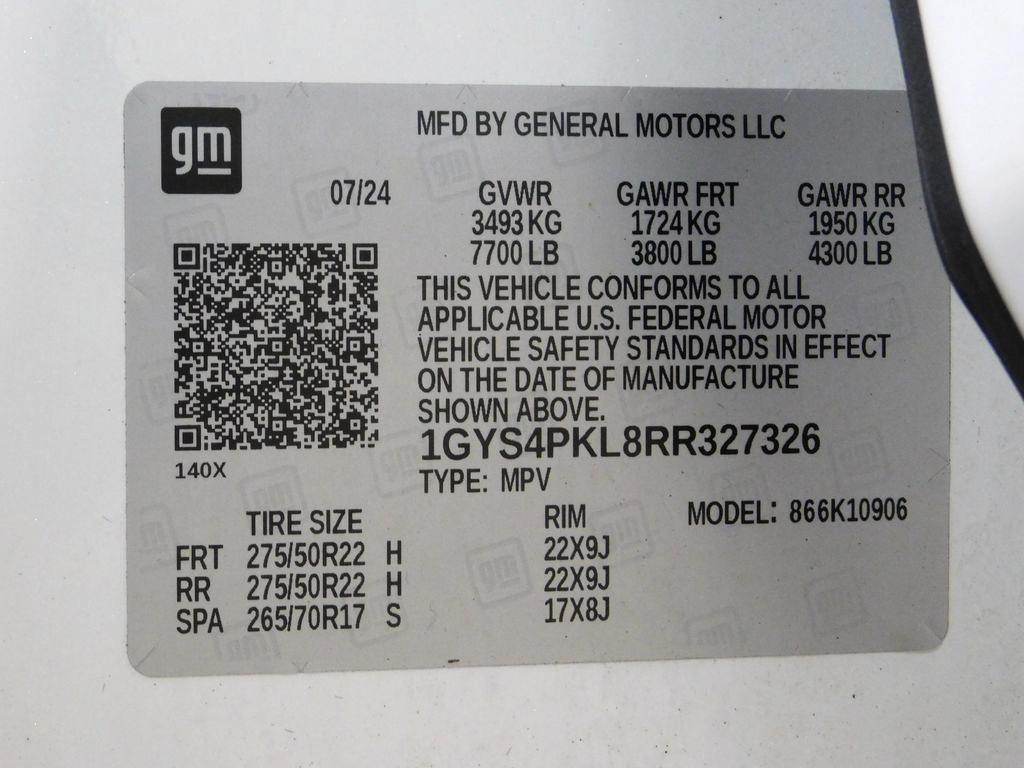 gm
MFD BY GENERAL MOTORS LLC
07/24 GVWR GAWR FRT GAWR RR
3493 KG 1724 KG 1950 KG
7700 LB 3800 LB 4300 LB
THIS VEHICLE CONFORMS TO ALL
APPLICABLE U.S. FEDERAL MOTOR
VEHICLE SAFETY STANDARDS IN EFFECT
ON THE DATE OF MANUFACTURE
SHOWN ABOVE.
1GYS4PKL8RR327326
140X
TYPE: MPV
TIRE SIZE RIM MODEL: 866K10906
FRT 275/50R22 H 22X9J
RR 275/50R22 H 22X9J
SPA 265/70R17 S 17X8J